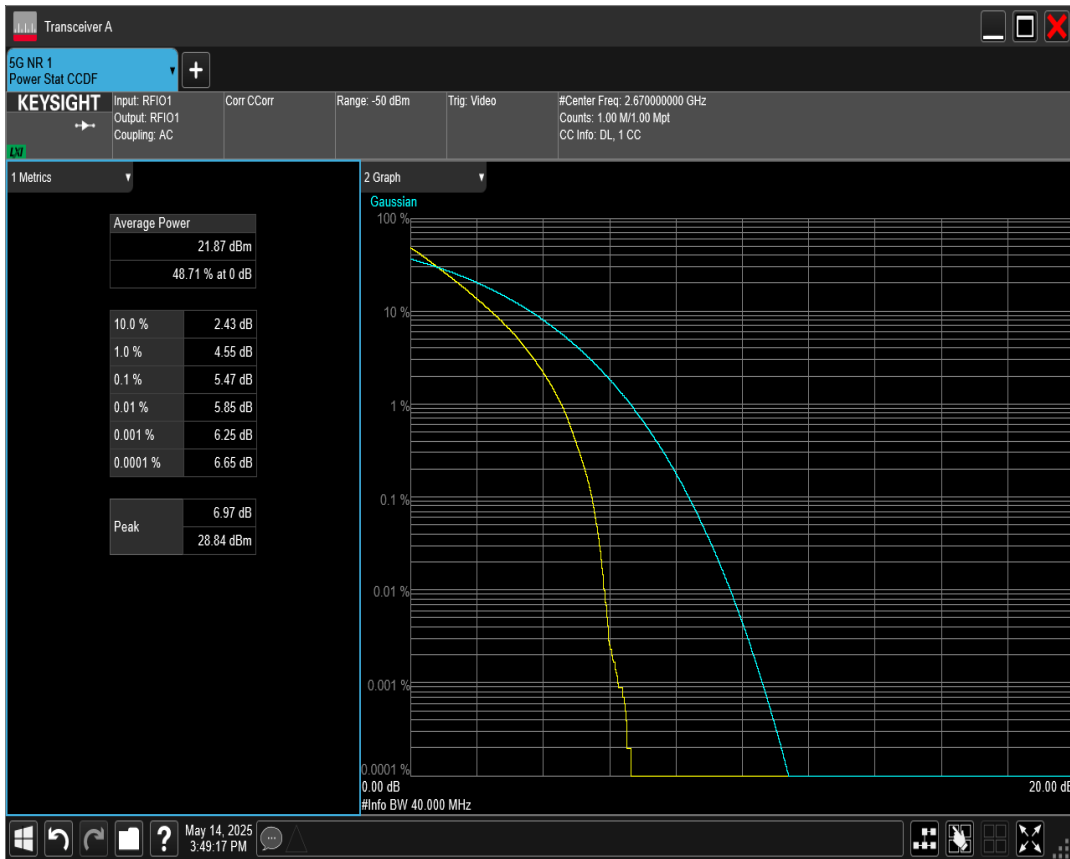 Transceiver A
5G NR 1
Power Stat CCDF
KEYSIGHT
LXI
Input: RFIO1
Output: RFIO1
Coupling: AC
Corr CCorr
Range: -50 dBm
Trig: Video
#Center Freq: 2.670000000 GHz
Counts: 1.00 M/1.00 Mpt
CC Info: DL, 1 CC
1 Metrics
Average Power
21.87 dBm
48.71 % at 0 dB
10.0 % 2.43 dB
1.0 % 4.55 dB
0.1 % 5.47 dB
0.01 % 5.85 dB
0.001 % 6.25 dB
0.0001 % 6.65 dB
Peak 6.97 dB
28.84 dBm
2 Graph
Gaussian
100 %
10 %
1 %
0.1 %
0.01 %
0.001 %
0.0001 %
0.00 dB 20.00 dB
#Info BW 40.000 MHz
?
May 14, 2025
3:49:17 PM